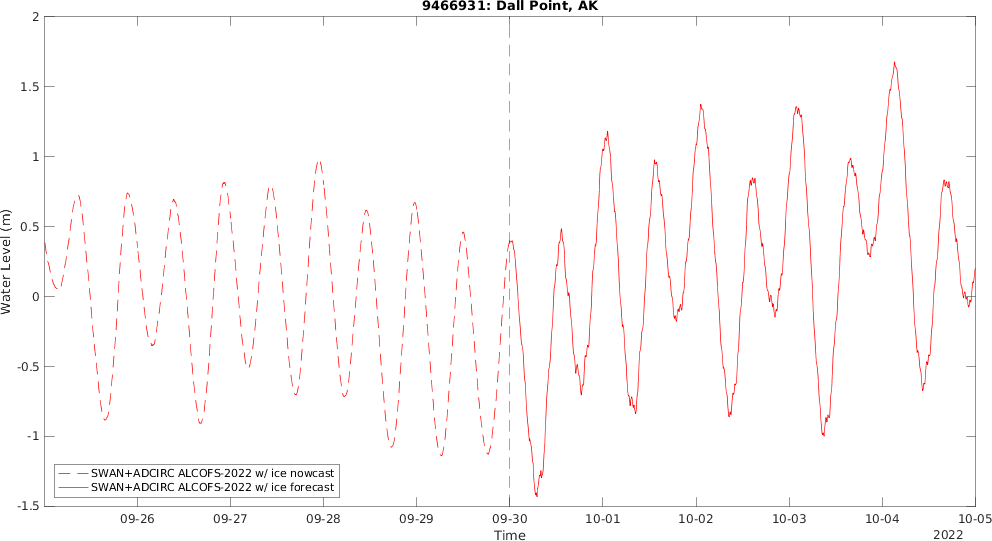 9466931: Dall Point, AK
Water Level (m)
2
1.5
1
0.5
0
-0.5
-1
-1.5
SWAN+ADCIRC ALCOFS-2022 w/ ice nowcast
SWAN+ADCIRC ALCOFS-2022 w/ ice forecast
09-26 09-27 09-28 09-29 09-30 10-01 10-02 10-03 10-04 10-05
Time
2022